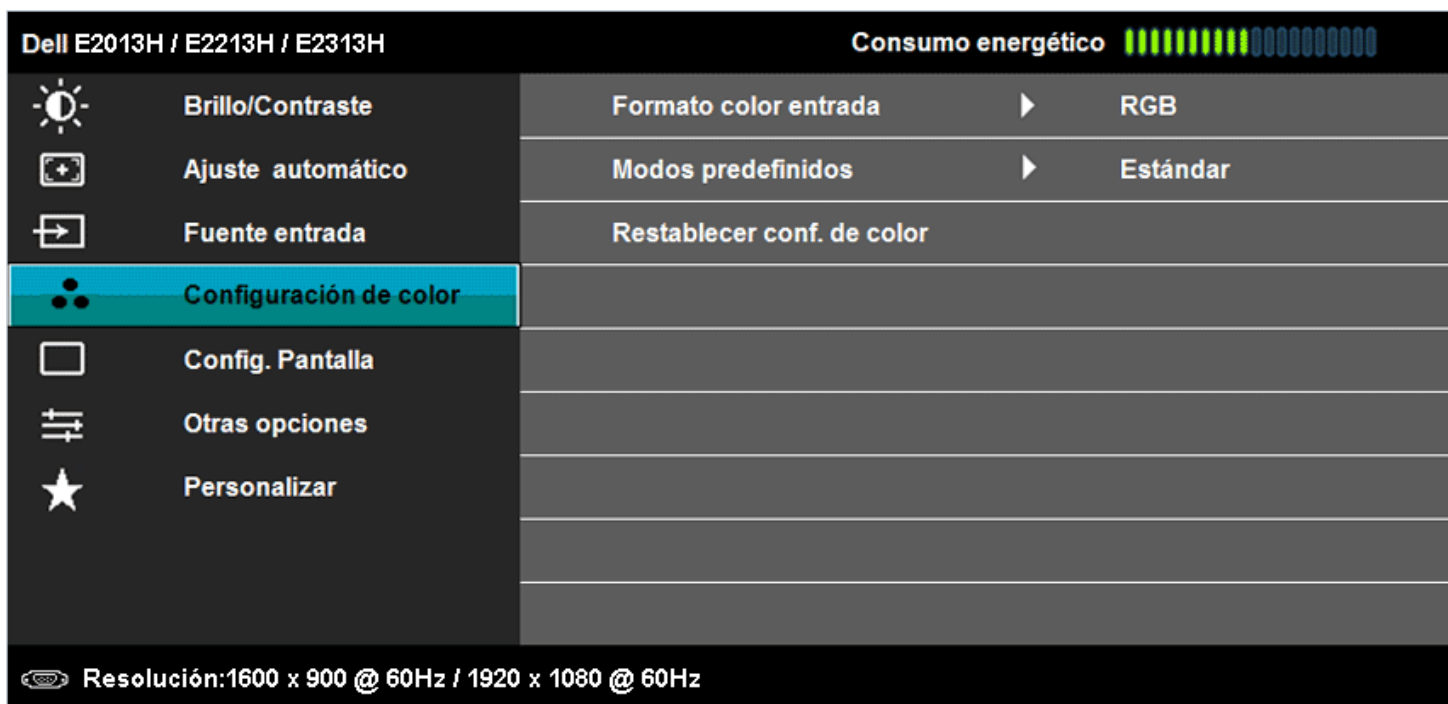 Dell E2013H / E2213H / E2313H Consumo energético
Brillo/Contraste Formato color entrada RGB
Ajuste automático Modos predefinidos Estándar
Fuente entrada Restablecer conf. de color
Configuración de color
Config. Pantalla
Otras opciones
Personalizar
Resolución:1600 x 900 @ 60Hz / 1920 x 1080 @ 60Hz